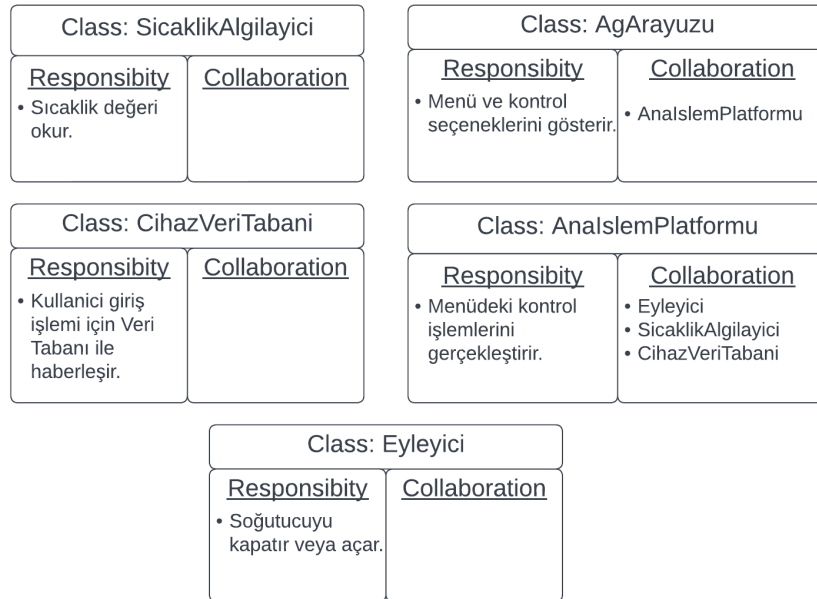 Class: SicaklikAlgilayici
Responsibity
• Sıcaklik değeri
okur.
Collaboration
Class: AgArayuzu
Responsibity
• Menü ve kontrol
seçeneklerini gösterir.
Collaboration
• AnaIslemPlatformu
Class: CihazVeriTabani
Responsibity
• Kullanici giriş
işlemi için Veri
Tabanı ile
haberleşir.
Collaboration
Class: AnaIslemPlatformu
Responsibity
• Menüdeki kontrol
işlemlerini
gerçekleştirir.
Collaboration
• Eyleyici
• SicaklikAlgilayici
• CihazVeriTabani
Class: Eyleyici
Responsibity
• Soğutucuyu
kapatır veya açar.
Collaboration